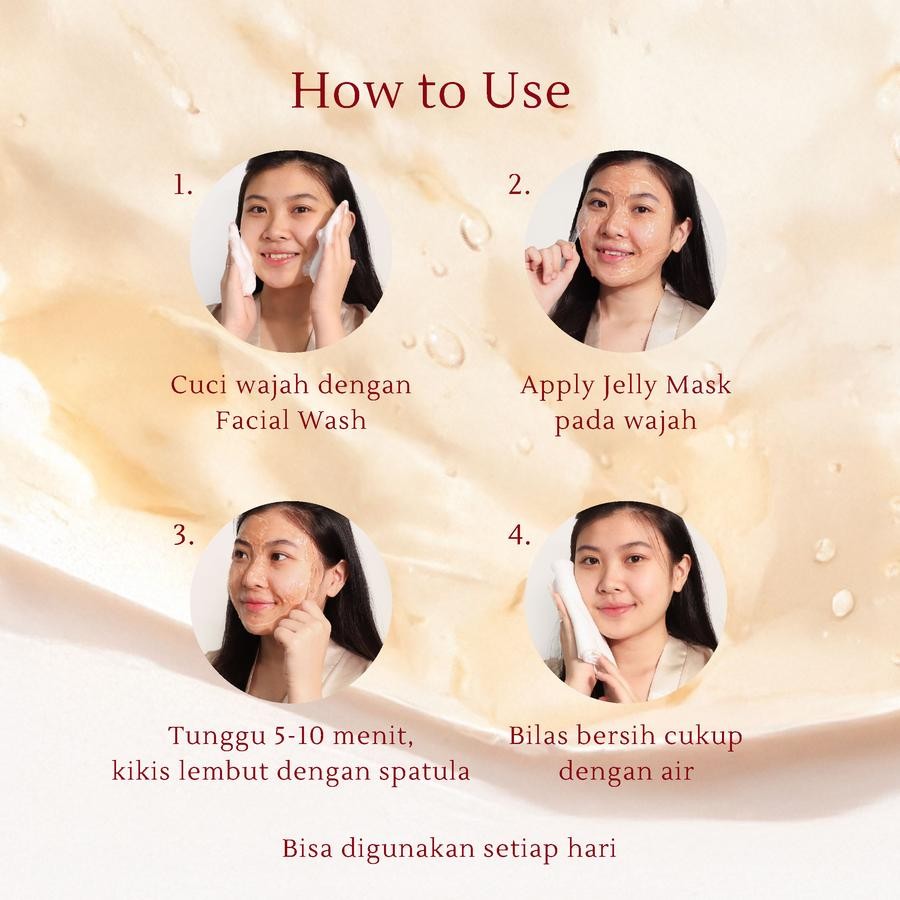 How to Use
1.
Cuci wajah dengan
Facial Wash
2.
Apply Jelly Mask
pada wajah
3.
Tunggu 5-10 menit,
kikis lembut dengan spatula
4.
Bilas bersih cukup
dengan air
Bisa digunakan setiap hari